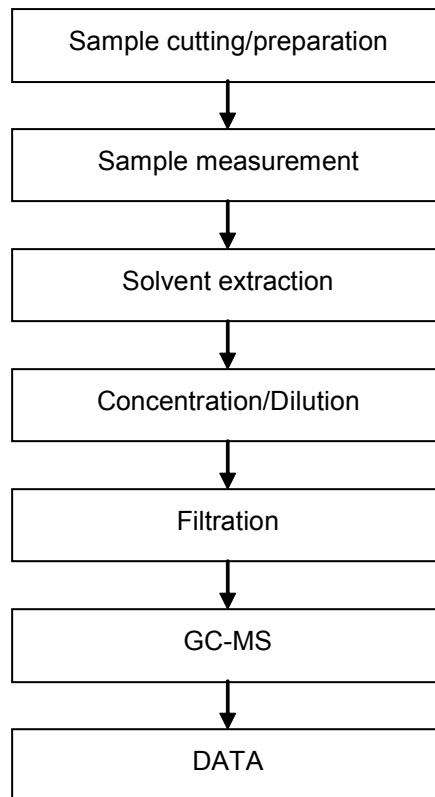 Sample cutting/preparation
Sample measurement
Solvent extraction
Concentration/Dilution
Filtration
GC-MS
DATA